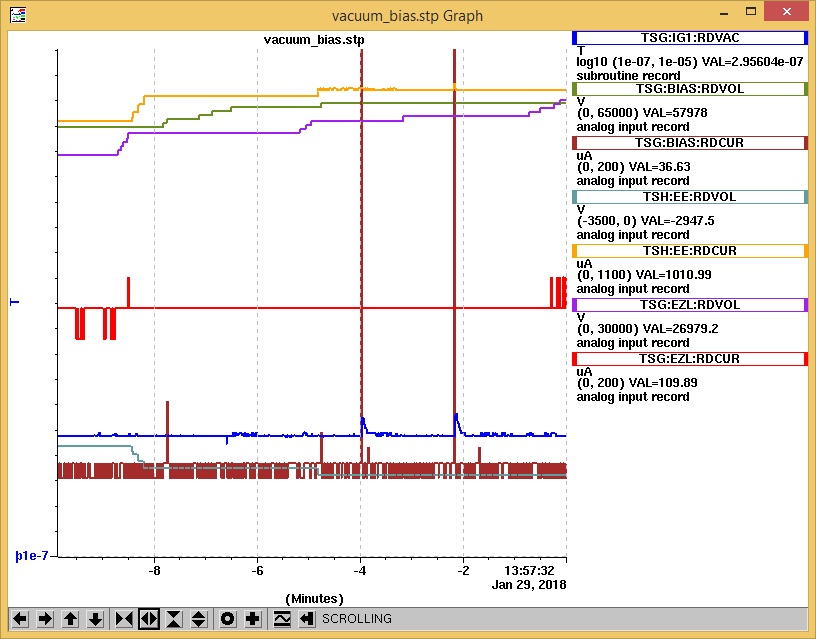 vacuum_bias.stp Graph
vacuum_bias.stp
T
1e-7
-8
-6
-4
-2
13:57:32
Jan 29, 2018
(Minutes)
TSG:IG1:RDVAC
T
log10 (1e-07, 1e-05) VAL=2.95604e-07
subroutine record
TSG:BIAS:RDVOL
V
(0, 65000) VAL=57978
analog input record
TSG:BIAS:RDCUR
uA
(0, 200) VAL=36.63
analog input record
TSH:EE:RDVOL
V
(-3500, 0) VAL=-2947.5
analog input record
TSH:EE:RDCUR
uA
(0, 1100) VAL=1010.99
analog input record
TSG:EZL:RDVOL
V
(0, 30000) VAL=26979.2
analog input record
TSG:EZL:RDCUR
uA
(0, 200) VAL=109.89
analog input record
SCROLLING